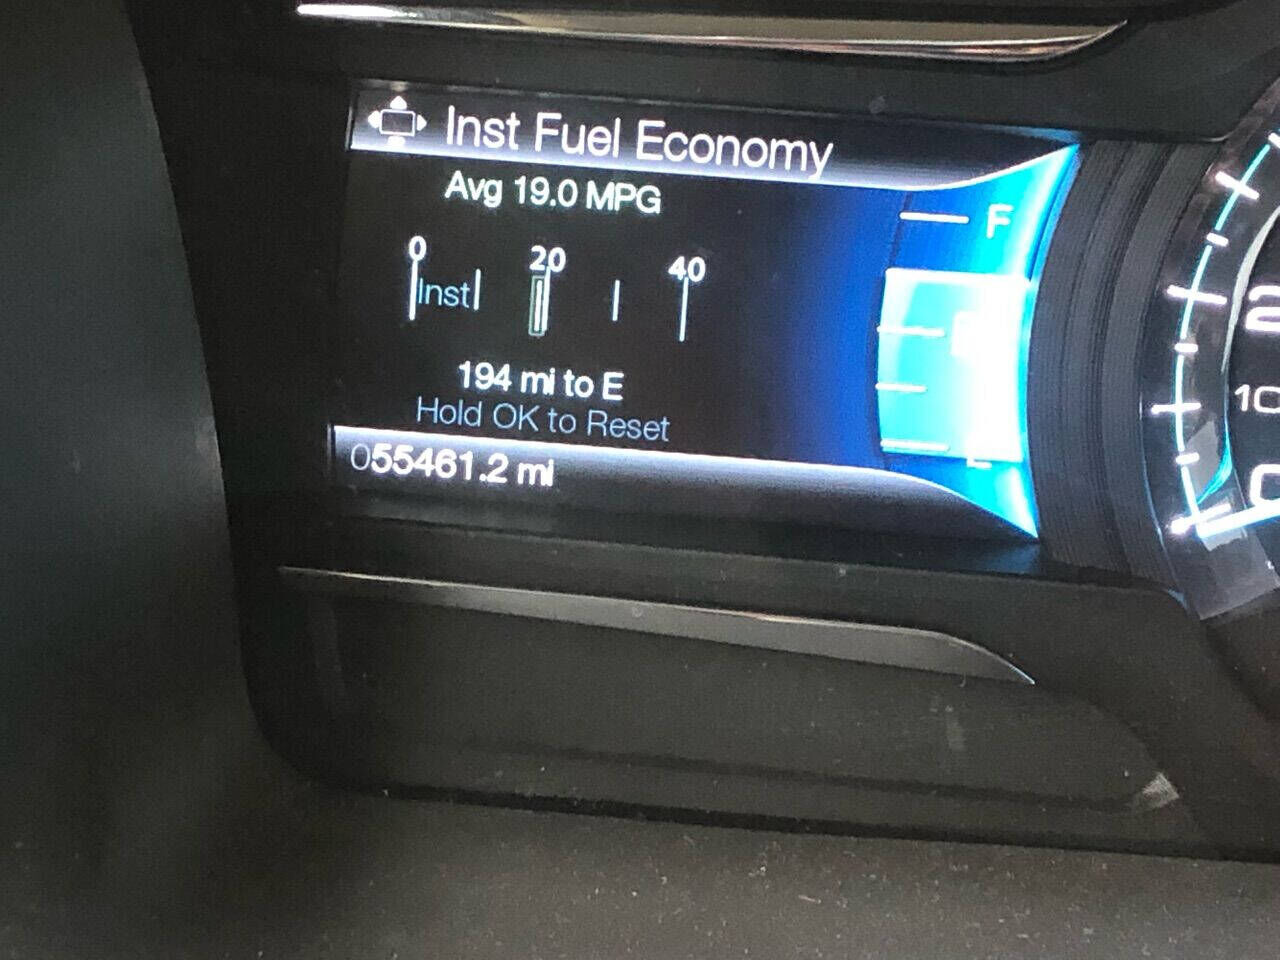 Inst Fuel Economy
Avg 19.0 MPG
F
0 20 40
Inst
194 mi to E
Hold OK to Reset
055461.2 mi